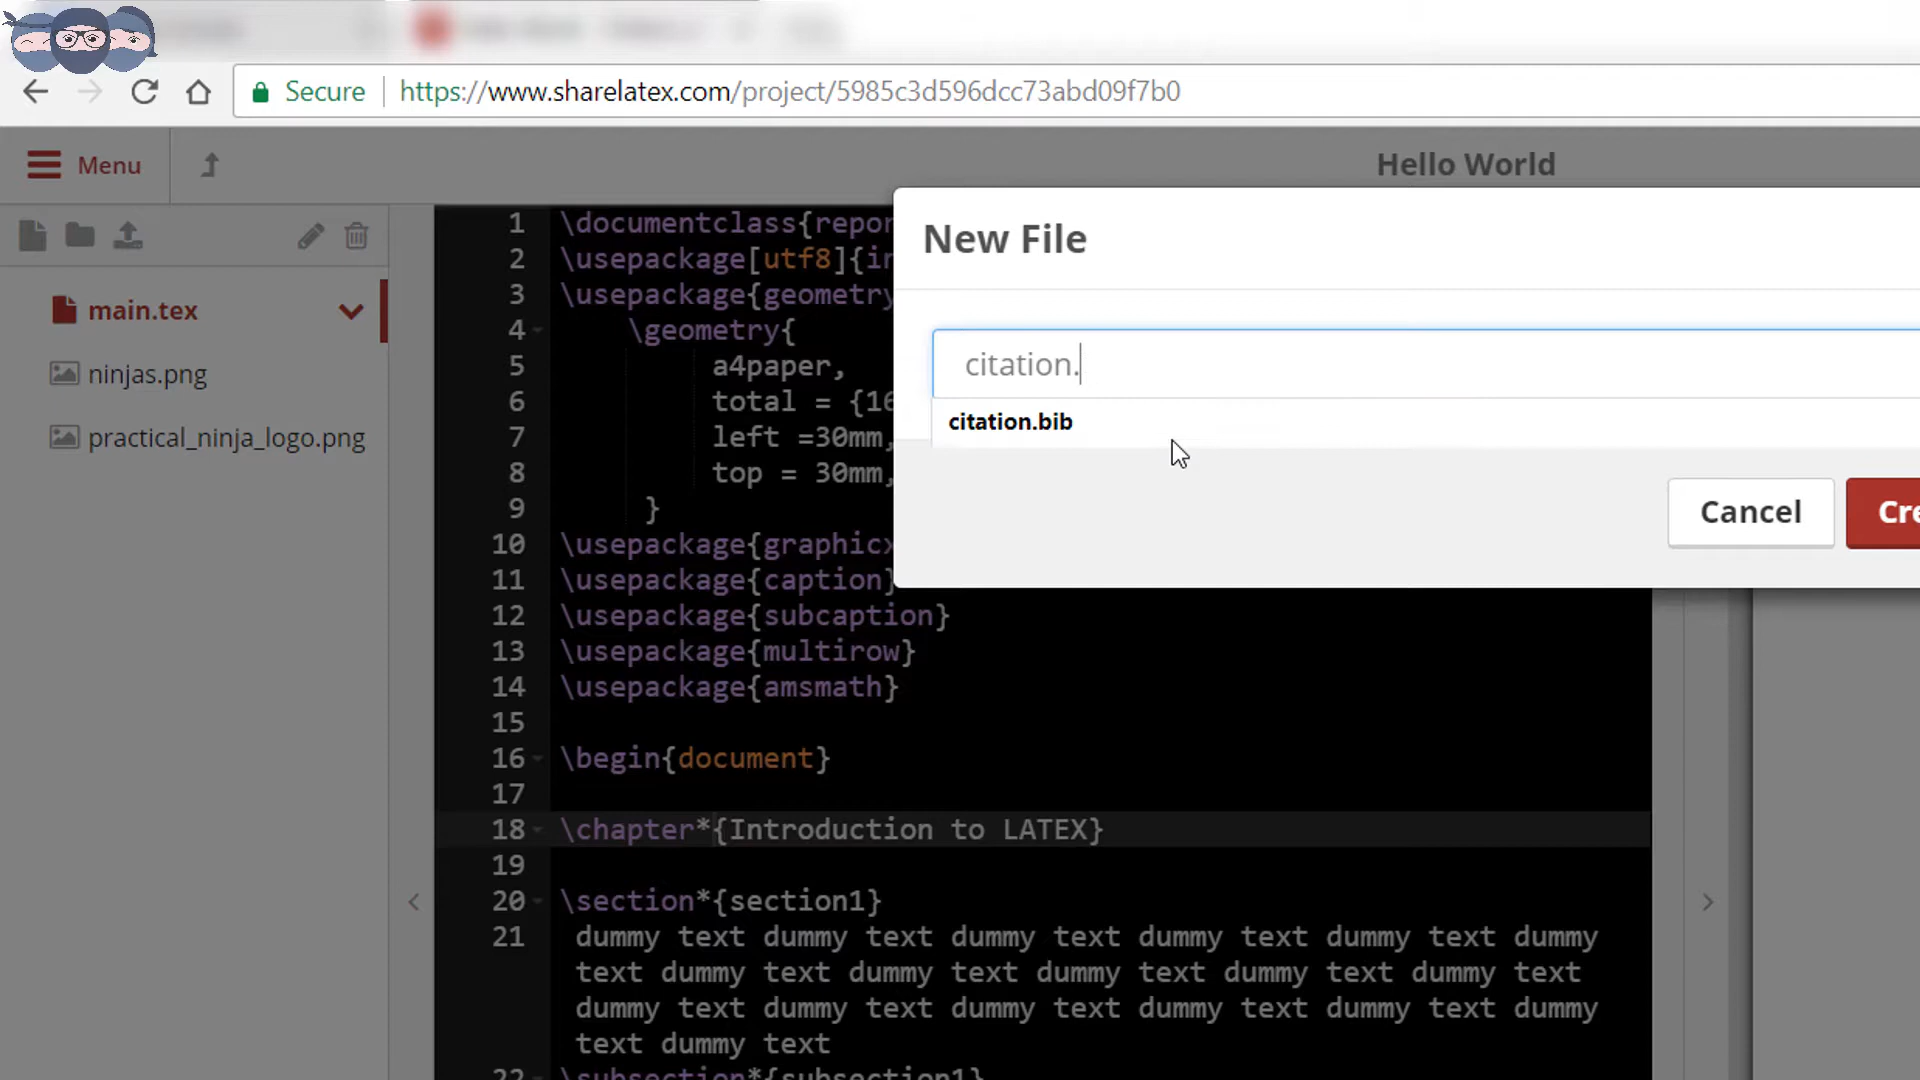 Secure https://www.sharelatex.com/project/5985c3d596dcc73abd09f7b0
Menu
Hello World
main.tex
ninjas.png
practical_ninja_logo.png
New File
citation.
citation.bib
Cancel
1 \documentclass{repor
2 \usepackage[utf8]{in
3 \usepackage{geometry
4 \geometry{
5 a4paper,
6 total = {16
7 left =30mm,
8 top = 30mm,
9 }
10 \usepackage{graphicx
11 \usepackage{caption}
12 \usepackage{subcaption}
13 \usepackage{multirow}
14 \usepackage{amsmath}
15
16 \begin{document}
17
18 \chapter*{Introduction to LATEX}
19
20 \section*{section1}
21 dummy text dummy text dummy text dummy text dummy text dummy
text dummy text dummy text dummy text dummy text dummy text
dummy text dummy text dummy text dummy text dummy text dummy
text dummy text
22 \subsection*{subsection1}